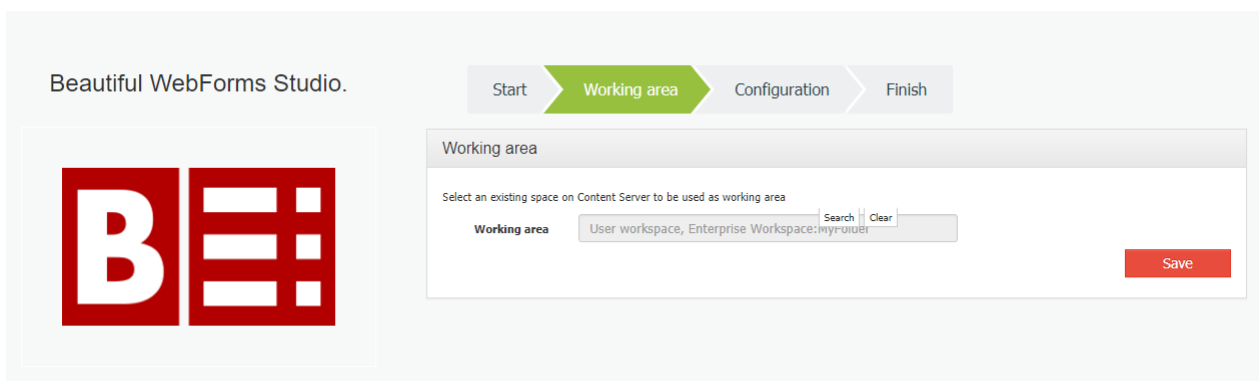 Beautiful WebForms Studio.
Start Working area Configuration Finish
Working area
Select an existing space on Content Server to be used as working area
Search Clear
Working area User workspace, Enterprise Workspace:MyFolder
Save
B